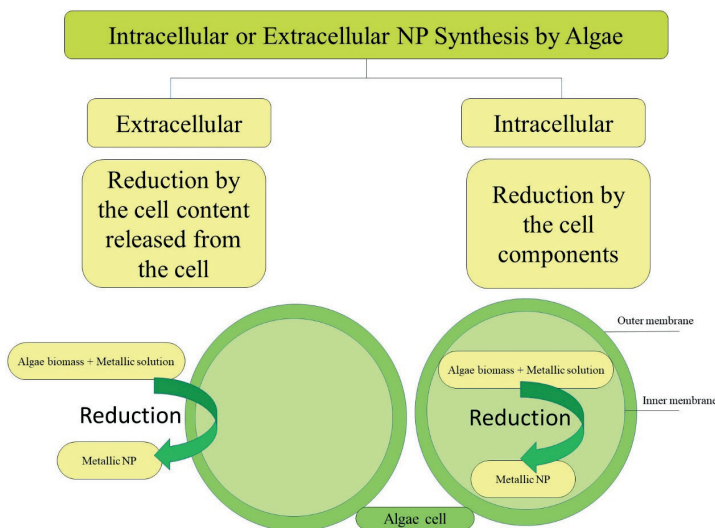 Intracellular or Extracellular NP Synthesis by Algae
Extracellular
Intracellular
Reduction by
the cell content
released from
the cell
Reduction by
the cell
components
Outer membrane
Algae biomass + Metallic solution
Algae biomass + Metallic solution
Inner membrane
Reduction
Reduction
Metallic NP
Metallic NP
Algae cell